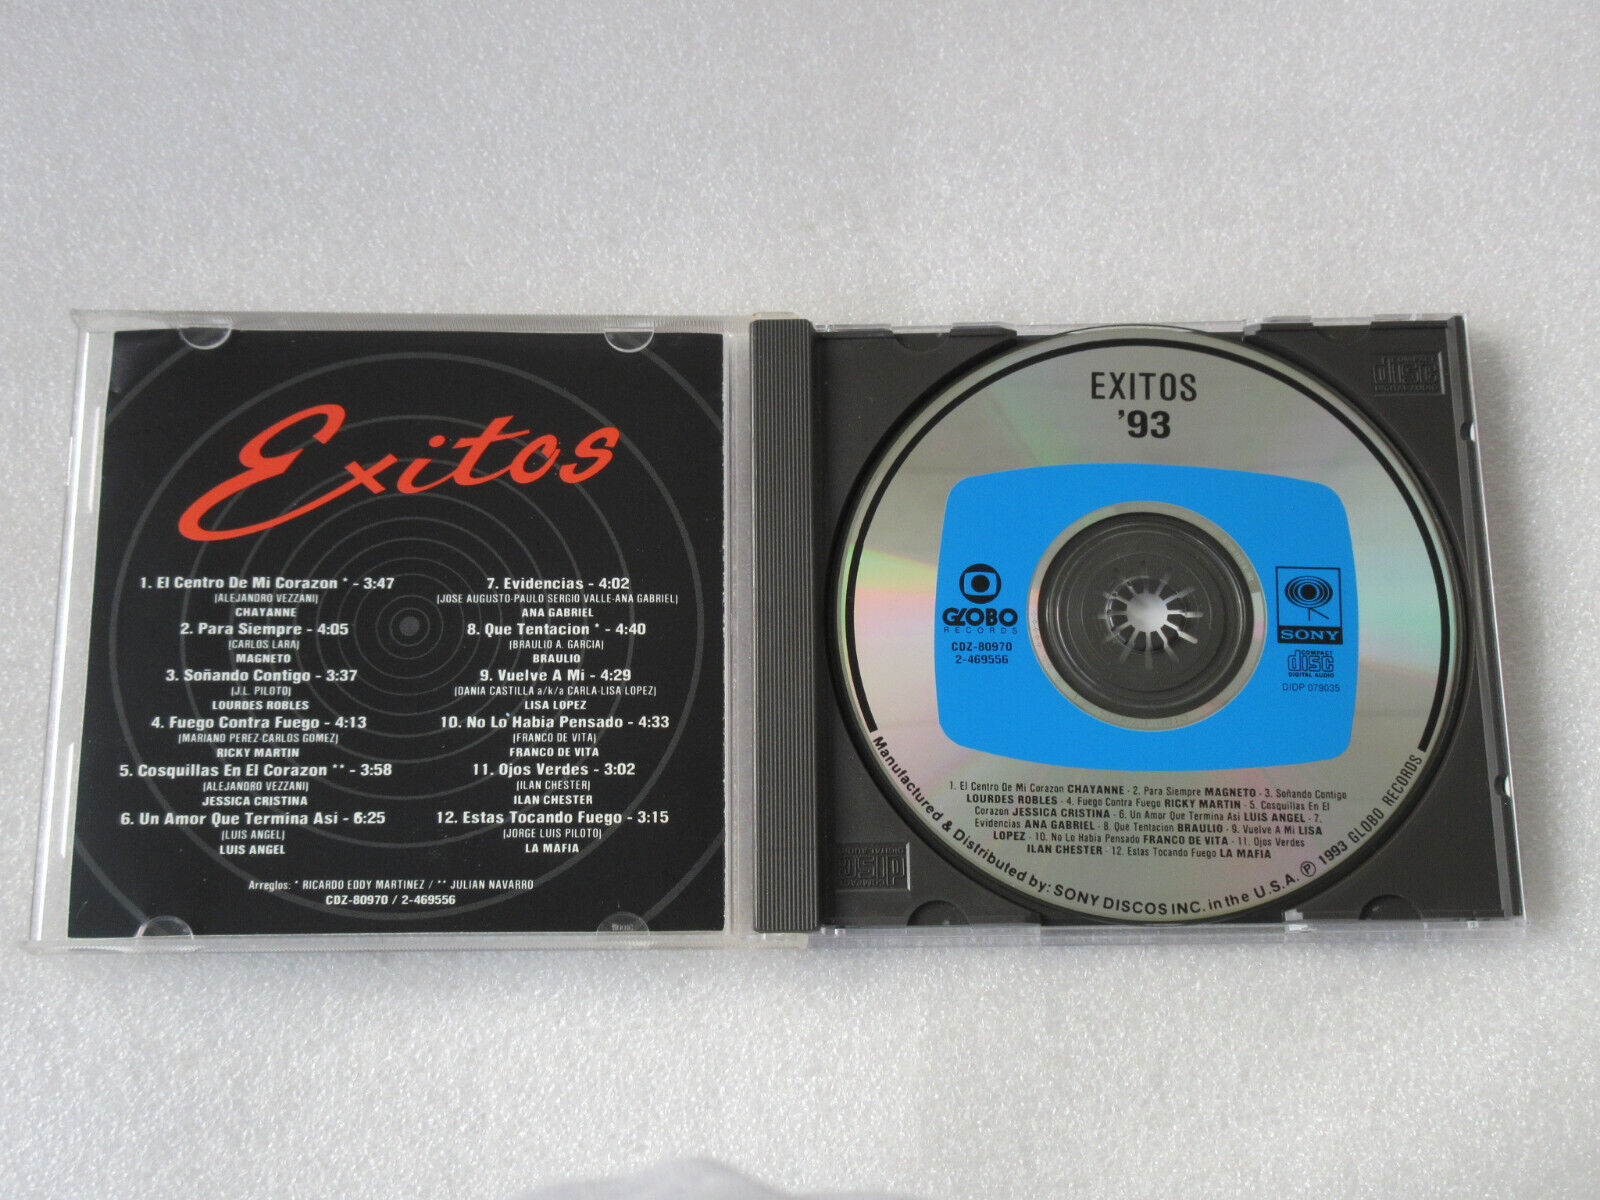 Exitos
1. El Centro De Mi Corazon * - 3:47
(ALEJANDRO VEZZANI)
CHAYANNE
2. Para Siempre - 4:05
(CARLOS LARA)
MAGNETO
3. Soñando Contigo - 3:37
(J.L. PILOTO)
LOURDES ROBLES
4. Fuego Contra Fuego - 4:13
(MARIANO PEREZ-CARLOS GOMEZ)
RICKY MARTIN
5. Cosquillas En El Corazon ** - 3:58
(ALEJANDRO VEZZANI)
JESSICA CRISTINA
6. Un Amor Que Termina Asi - 6:25
(LUIS ANGEL)
LUIS ANGEL
7. Evidencias - 4:02
(JOSE AUGUSTO-PAULO SERGIO VALLE-ANA GABRIEL)
ANA GABRIEL
8. Que Tentacion * - 4:40
(BRAULIO A. GARCIA)
BRAULIO
9. Vuelve A Mi - 4:29
(DANIA CASTILLA a/k/a CARLA-LISA LOPEZ)
LISA LOPEZ
10. No Lo Habia Pensado - 4:33
(FRANCO DE VITA)
FRANCO DE VITA
11. Ojos Verdes - 3:02
(ILAN CHESTER)
ILAN CHESTER
12. Estas Tocando Fuego - 3:15
(JORGE LUIS PILOTO)
LA MAFIA
Arreglos: * RICARDO EDDY MARTINEZ / ** JULIAN NAVARRO
CDZ-80970 / 2-469556
EXITOS
'93
GLOBO
RECORDS
CDZ-80970
2-469556
SONY
COMPACT
disc
DIGITAL AUDIO
DIDP 079035
1. El Centro De Mi Corazon CHAYANNE · 2. Para Siempre MAGNETO · 3. Soñando Contigo
LOURDES ROBLES · 4. Fuego Contra Fuego RICKY MARTIN · 5. Cosquillas En El
Corazon JESSICA CRISTINA · 6. Un Amor Que Termina Asi LUIS ANGEL · 7.
Evidencias ANA GABRIEL · 8. Que Tentacion BRAULIO · 9. Vuelve A Mi LISA
LOPEZ · 10. No Lo Habia Pensado FRANCO DE VITA · 11. Ojos Verdes
ILAN CHESTER · 12. Estas Tocando Fuego LA MAFIA
Manufactured & Distributed by: SONY DISCOS INC. in the U.S.A. ℗ 1993 GLOBO RECORDS
COMPACT
disc
DIGITAL AUDIO
COMPACT
disc
DIGITAL AUDIO